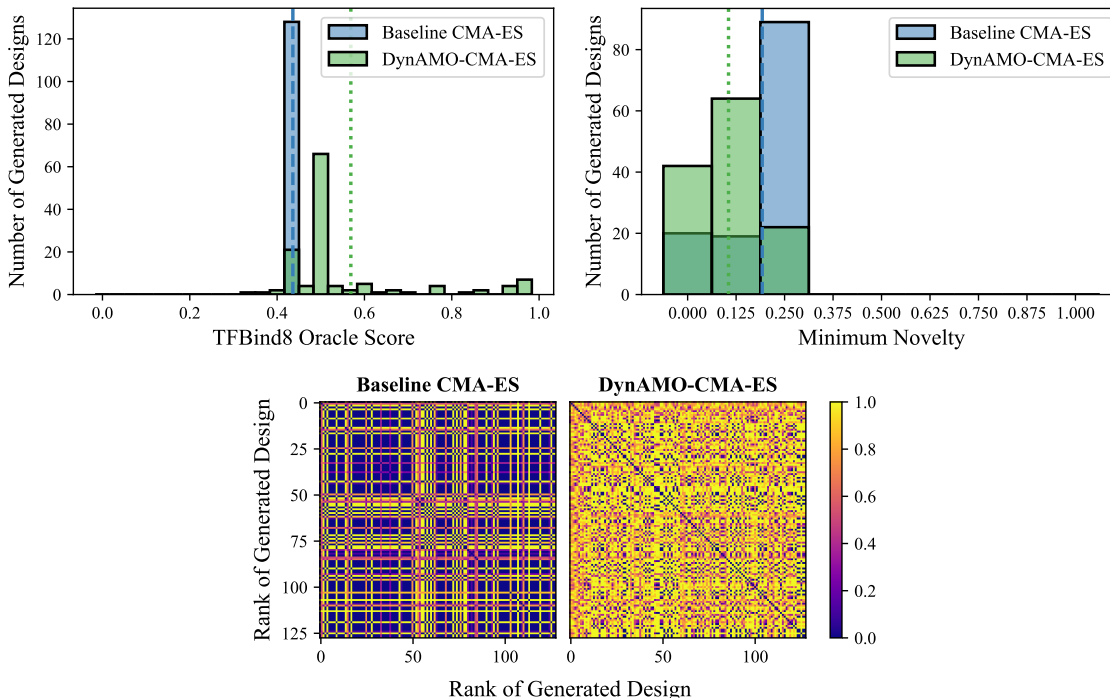 Number of Generated Designs
120
100
80
60
40
20
0
0.0 0.2 0.4 0.6 0.8 1.0
TFBind8 Oracle Score
Baseline CMA-ES
DynAMO-CMA-ES
Number of Generated Designs
80
60
40
20
0
0.000 0.125 0.250 0.375 0.500 0.625 0.750 0.875 1.000
Minimum Novelty
Baseline CMA-ES
DynAMO-CMA-ES
Baseline CMA-ES DynAMO-CMA-ES
Rank of Generated Design
0
25
50
75
100
125
0 50 100
0 50 100
Rank of Generated Design
1.0
0.8
0.6
0.4
0.2
0.0